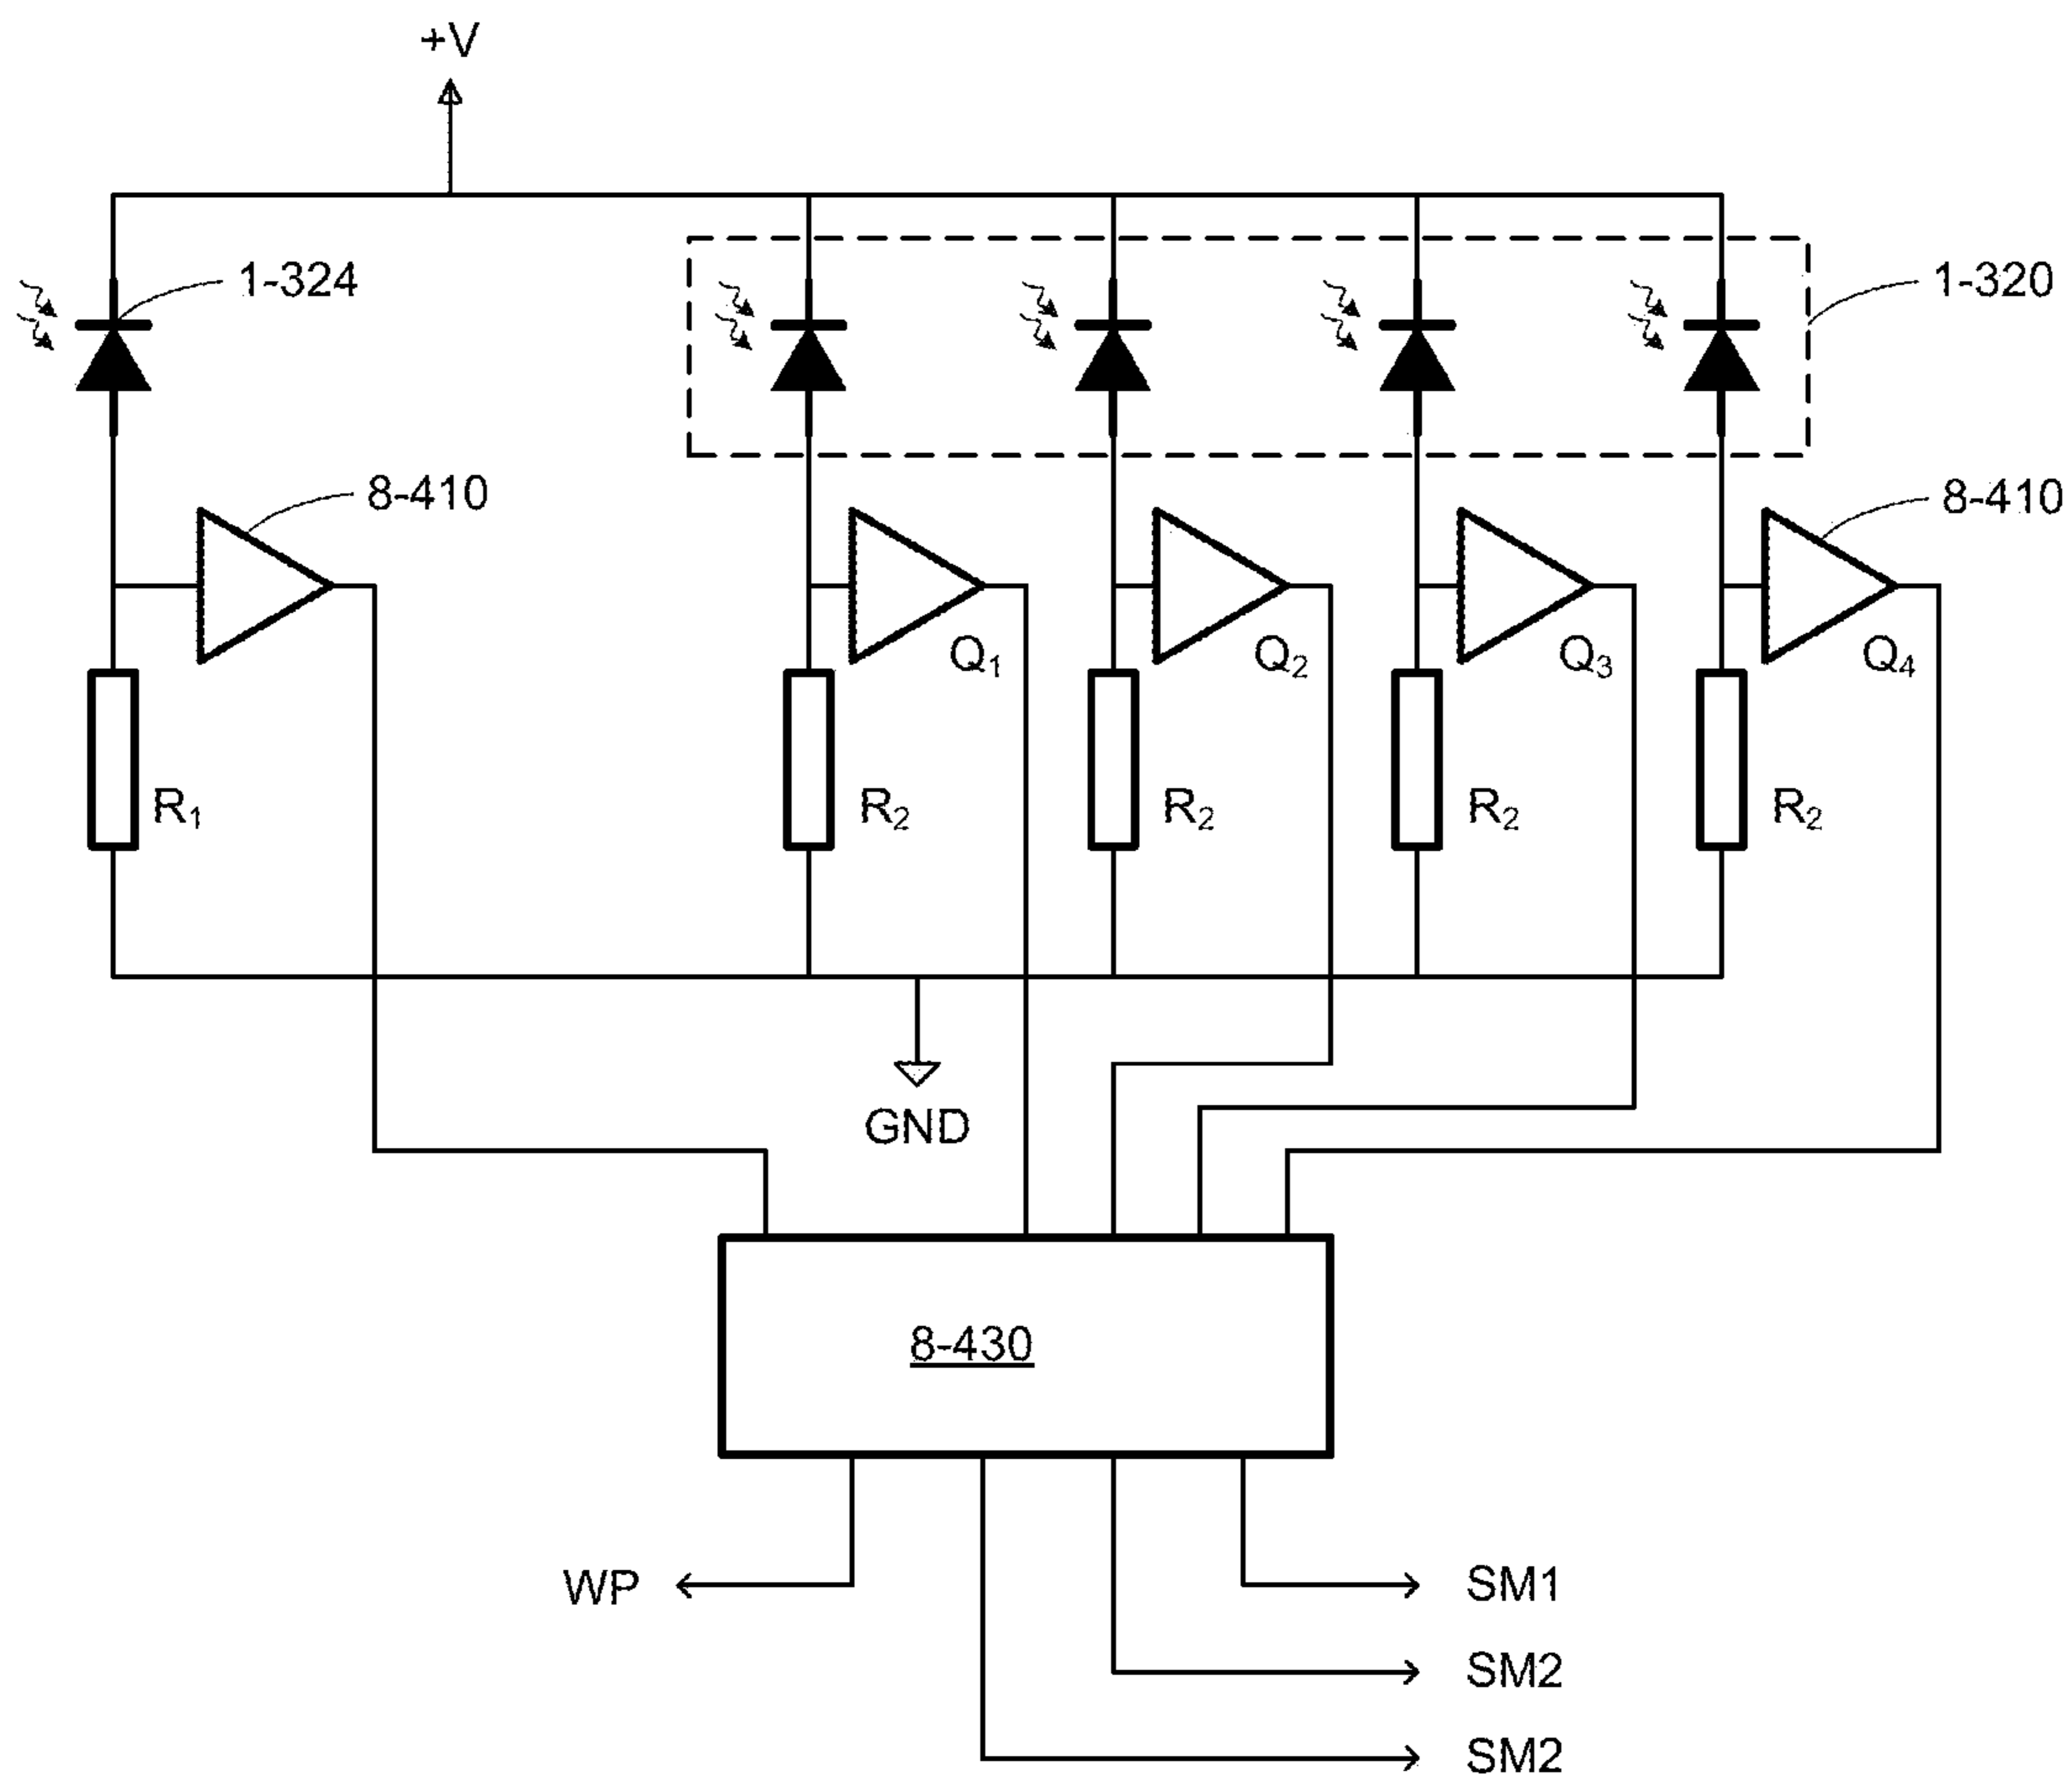 +V
1-324
1-320
8-410
8-410
Q1
Q2
Q3
Q4
R1
R2
R2
R2
R2
GND
8-430
WP
SM1
SM2
SM2